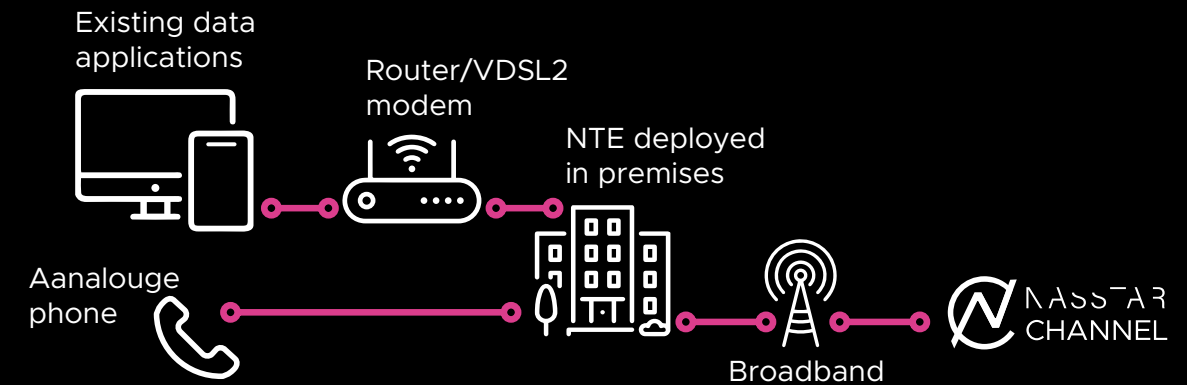 Existing data
applications
Router/VDSL2
modem
NTE deployed
in premises
Aanalouge
phone
Broadband
NASSTAR
CHANNEL